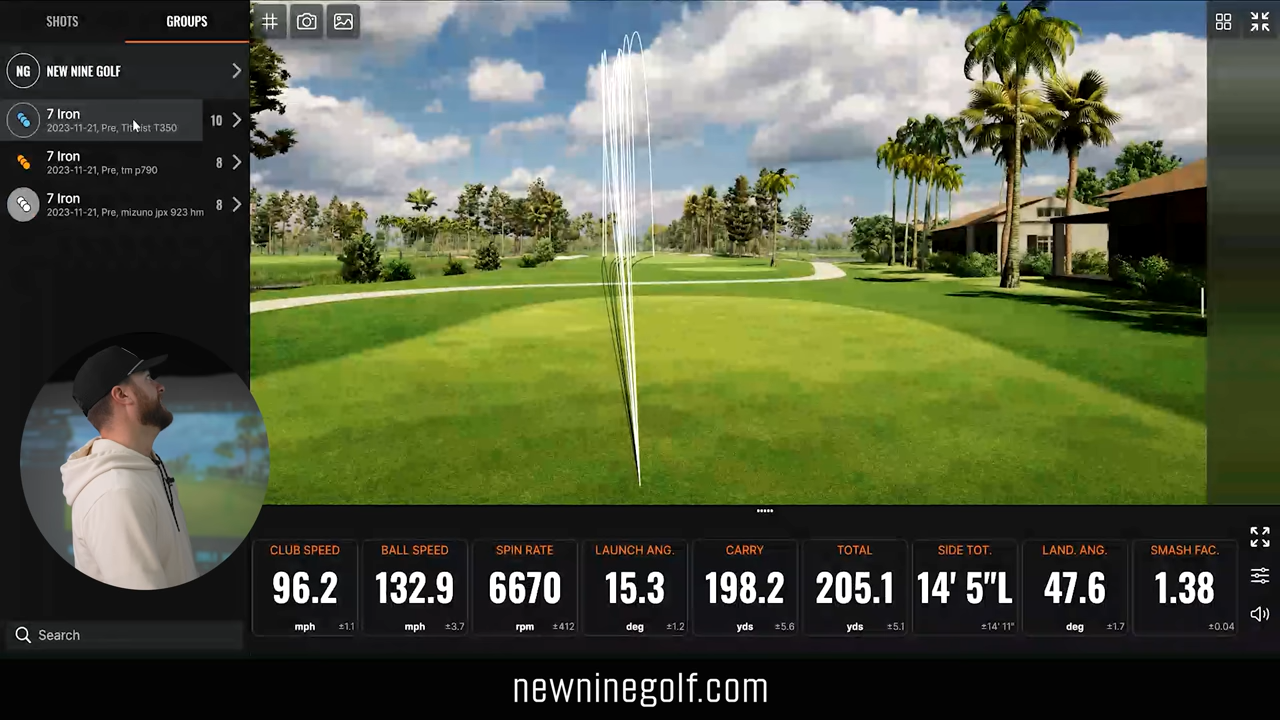 SHOTS
GROUPS
NG
NEW NINE GOLF
7 Iron
2023-11-21, Pre, Titleist T350
10
7 Iron
2023-11-21, Pre, tm p790
8
7 Iron
2023-11-21, Pre, mizuno jpx 923 hm
8
CLUB SPEED
96.2
mph
±1.1
BALL SPEED
132.9
mph
±3.7
SPIN RATE
6670
rpm
±412
LAUNCH ANG.
15.3
deg
±1.2
CARRY
198.2
yds
±5.6
TOTAL
205.1
yds
±5.1
SIDE TOT.
14' 5"L
±14' 11"
LAND. ANG.
47.6
deg
±1.7
SMASH FAC.
1.38
±0.04
Search
newninegolf.com